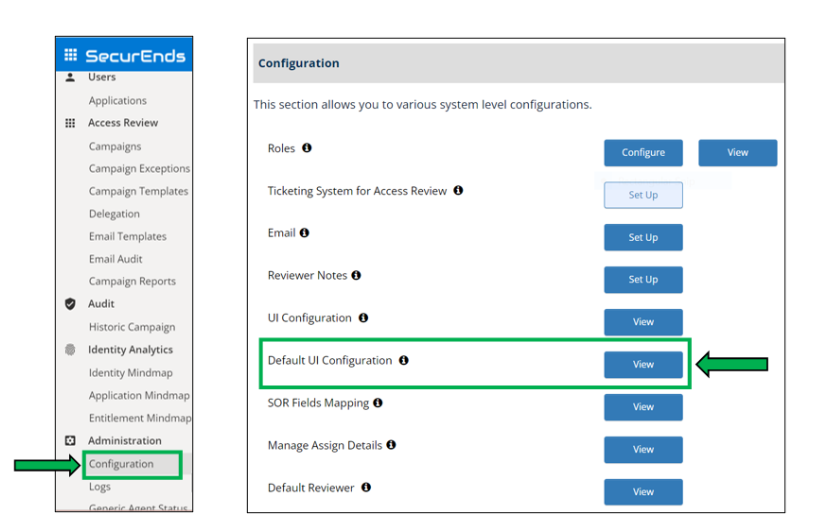 SecurEnds
Users
Applications
Access Review
Campaigns
Campaign Exceptions
Campaign Templates
Delegation
Email Templates
Email Audit
Campaign Reports
Audit
Historic Campaign
Identity Analytics
Identity Mindmap
Application Mindmap
Entitlement Mindmap
Administration
Configuration
Logs
Generic Agent Status
Configuration
This section allows you to various system level configurations.
Roles Configure View
Ticketing System for Access Review Set Up
Email Set Up
Reviewer Notes Set Up
UI Configuration View
Default UI Configuration View
SOR Fields Mapping View
Manage Assign Details View
Default Reviewer View